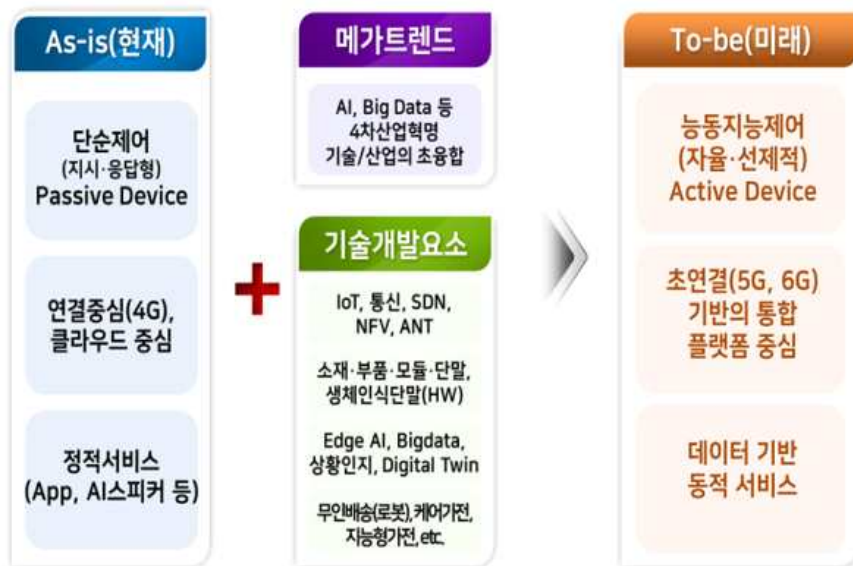 As-is(현재)
단순제어
(지시·응답형)
Passive Device
연결중심(4G),
클라우드 중심
정적서비스
(App, AI스피커 등)
메가트렌드
AI, Big Data 등
4차산업혁명
기술/산업의 초융합
기술개발요소
IoT, 통신, SDN,
NFV, ANT
소재·부품·모듈·단말,
생체인식단말(HW)
Edge AI, Bigdata,
상황인지, Digital Twin
무인배송(로봇), 케어가전,
지능형가전, etc.
To-be(미래)
능동지능제어
(자율·선제적)
Active Device
초연결(5G, 6G)
기반의 통합
플랫폼 중심
데이터 기반
동적 서비스